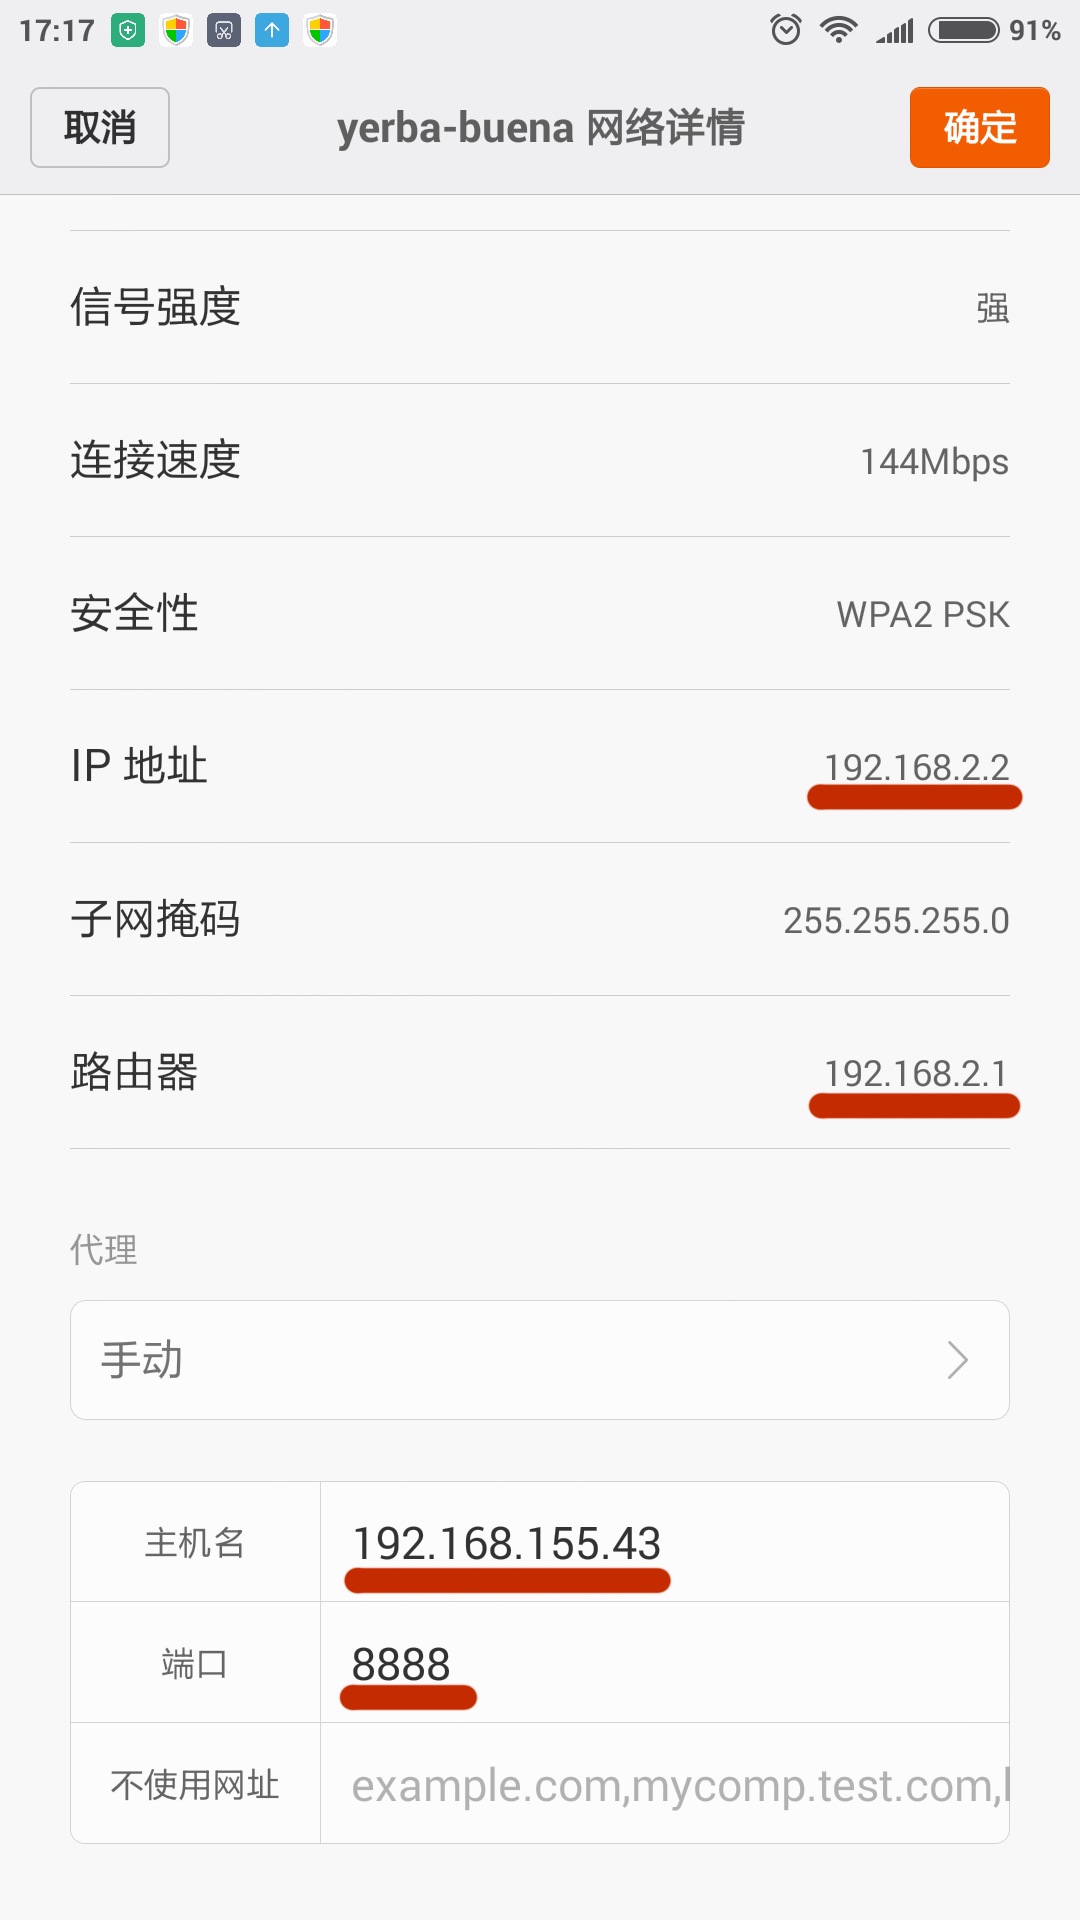 17:17 91%
取消 yerba-buena 网络详情 确定
信号强度 强
连接速度 144Mbps
安全性 WPA2 PSK
IP 地址 192.168.2.2
子网掩码 255.255.255.0
路由器 192.168.2.1
代理
手动
主机名 192.168.155.43
端口 8888
不使用网址 example.com,mycomp.test.com,l